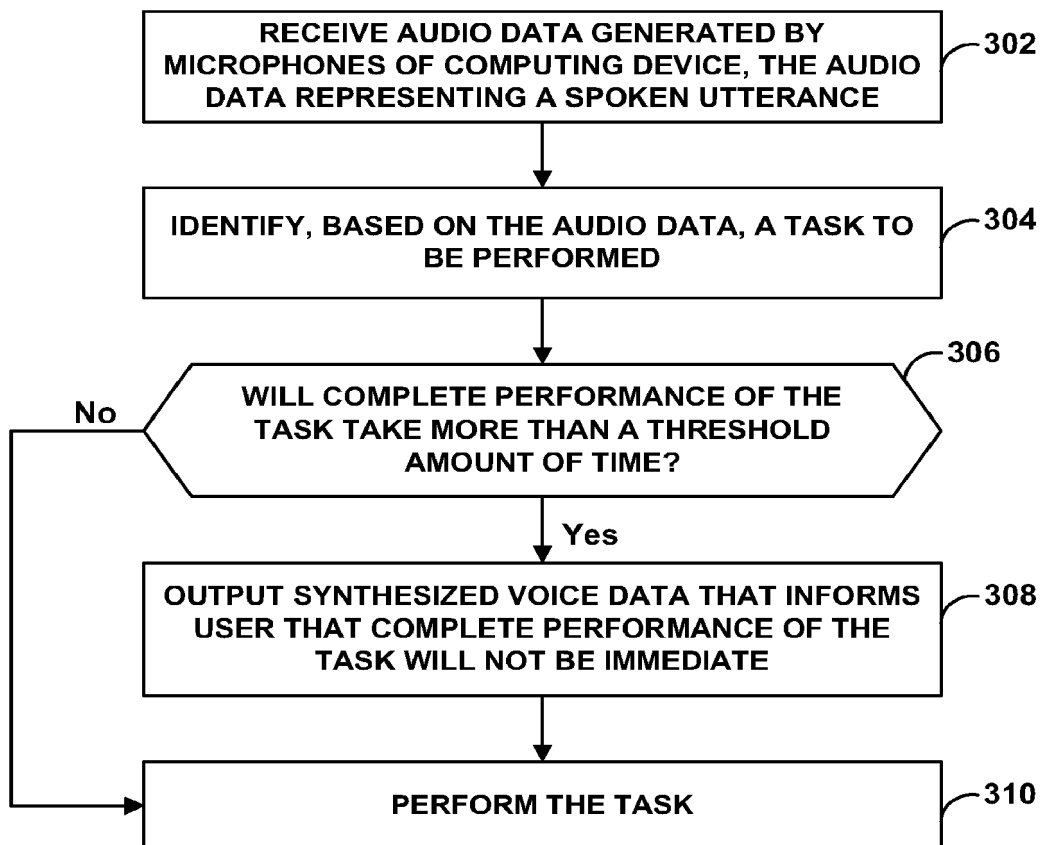 RECEIVE AUDIO DATA GENERATED BY
MICROPHONES OF COMPUTING DEVICE, THE AUDIO
DATA REPRESENTING A SPOKEN UTTERANCE
302
IDENTIFY, BASED ON THE AUDIO DATA, A TASK TO
BE PERFORMED
304
306
WILL COMPLETE PERFORMANCE OF THE
TASK TAKE MORE THAN A THRESHOLD
AMOUNT OF TIME?
No
Yes
OUTPUT SYNTHESIZED VOICE DATA THAT INFORMS
USER THAT COMPLETE PERFORMANCE OF THE
TASK WILL NOT BE IMMEDIATE
308
PERFORM THE TASK
310